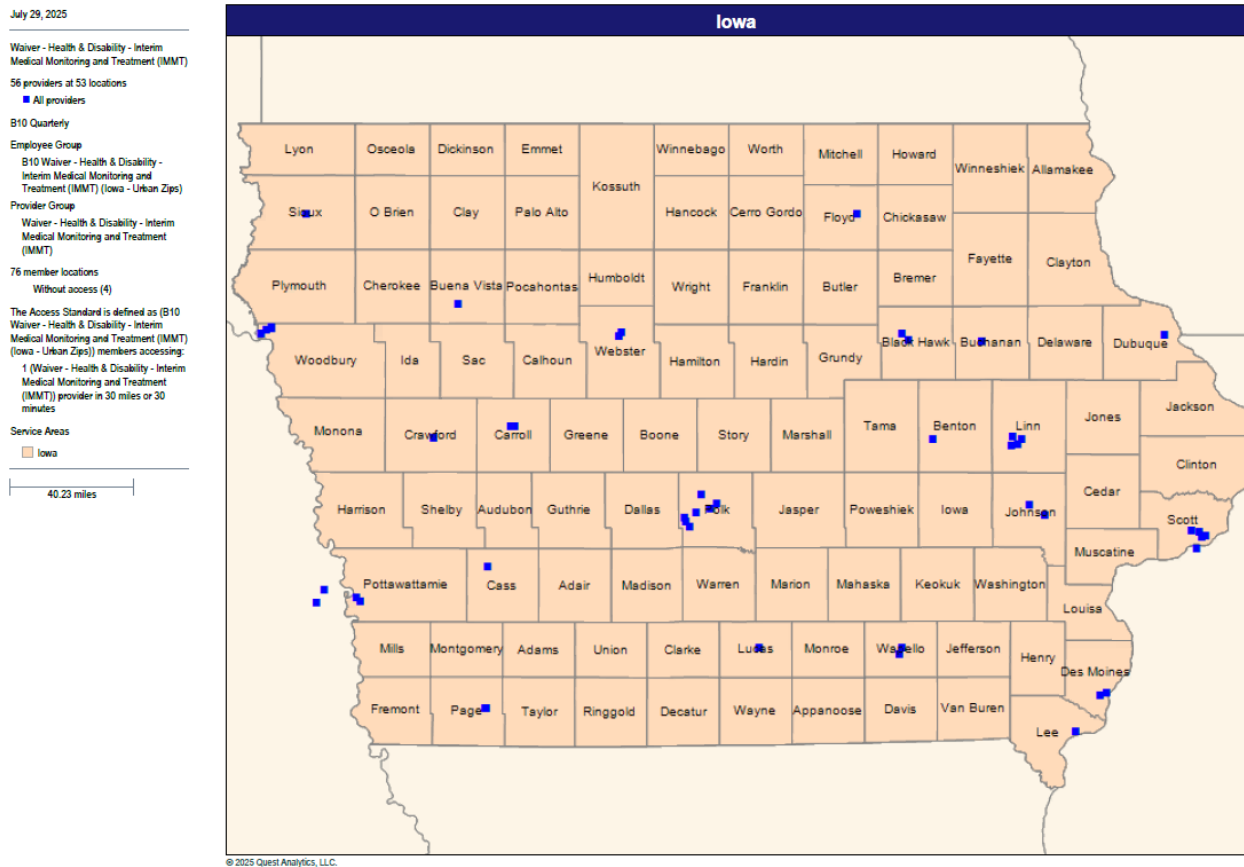 July 29, 2025
Waiver - Health & Disability - Interim
Medical Monitoring and Treatment (IMMT)
56 providers at 53 locations
All providers
B10 Quarterly
Employee Group
B10 Waiver - Health & Disability -
Interim Medical Monitoring and
Treatment (IMMT) (Iowa - Urban Zips)
Provider Group
Waiver - Health & Disability - Interim
Medical Monitoring and Treatment
(IMMT)
76 member locations
Without access (4)
The Access Standard is defined as (B10
Waiver - Health & Disability - Interim
Medical Monitoring and Treatment (IMMT)
(Iowa - Urban Zips)) members accessing:
1 (Waiver - Health & Disability - Interim
Medical Monitoring and Treatment
(IMMT)) provider in 30 miles or 30
minutes
Service Areas
Iowa
40.23 miles
Iowa
Lyon
Osceola
Dickinson
Emmet
Kossuth
Winnebago
Worth
Mitchell
Howard
Winneshiek
Allamakee
Sioux
O Brien
Clay
Palo Alto
Hancock
Cerro Gordo
Floyd
Chickasaw
Fayette
Clayton
Plymouth
Cherokee
Buena Vista
Pocahontas
Humboldt
Wright
Franklin
Butler
Bremer
Woodbury
Ida
Sac
Calhoun
Webster
Hamilton
Hardin
Grundy
Black Hawk
Buchanan
Delaware
Dubuque
Monona
Crawford
Carroll
Greene
Boone
Story
Marshall
Tama
Benton
Linn
Jones
Jackson
Clinton
Harrison
Shelby
Audubon
Guthrie
Dallas
Polk
Jasper
Poweshiek
Iowa
Johnson
Cedar
Scott
Muscatine
Pottawattamie
Cass
Adair
Madison
Warren
Marion
Mahaska
Keokuk
Washington
Louisa
Mills
Montgomery
Adams
Union
Clarke
Lucas
Monroe
Wapello
Jefferson
Henry
Des Moines
Fremont
Page
Taylor
Ringgold
Decatur
Wayne
Appanoose
Davis
Van Buren
Lee
© 2025 Quest Analytics, LLC.